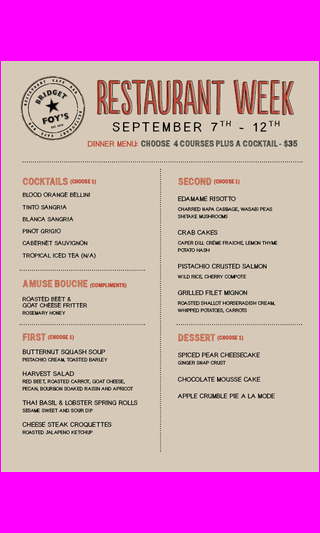 RESTAURANT CAFE BAR
BRIDGET
FOY'S
RESTAURANT WEEK
SEPTEMBER 7TH - 12TH
DINNER MENU: CHOOSE 4 COURSES PLUS A COCKTAIL - $35
COCKTAILS (CHOOSE 1)
BLOOD ORANGE BELLINI
TINTO SANGRIA
BLANCA SANGRIA
PINOT GRIGIO
CABERNET SAUVIGNON
TROPICAL ICED TEA (N/A)
AMUSE BOUCHE (COMPLIMENTS)
ROASTED BEET &
GOAT CHEESE FRITTER
ROSEMARY HONEY
FIRST (CHOOSE 1)
BUTTERNUT SQUASH SOUP
PISTACHIO CREAM, TOASTED BARLEY
HARVEST SALAD
RED BEET, ROASTED CARROT, GOAT CHEESE,
PECAN, BOURBON SOAKED RAISIN AND APRICOT
THAI BASIL & LOBSTER SPRING ROLLS
SESAME SWEET AND SOUR DIP
CHEESE STEAK CROQUETTES
ROASTED JALAPENO KETCHUP
SECOND (CHOOSE 1)
EDAMAME RISOTTO
CHARRED NAPA CABBAGE, WASABI PEAS
SHITAKE MUSHROOMS
CRAB CAKES
CAPER DILL CRÈME FRAICHE, LEMON THYME
POTATO HASH
PISTACHIO CRUSTED SALMON
WILD RICE, CHERRY COMPOTE
GRILLED FILET MIGNON
ROASTED SHALLOT HORSERADISH CREAM,
WHIPPED POTATOES, CARROTS
DESSERT (CHOOSE 1)
SPICED PEAR CHEESECAKE
GINGER SNAP CRUST
CHOCOLATE MOUSSE CAKE
APPLE CRUMBLE PIE A LA MODE